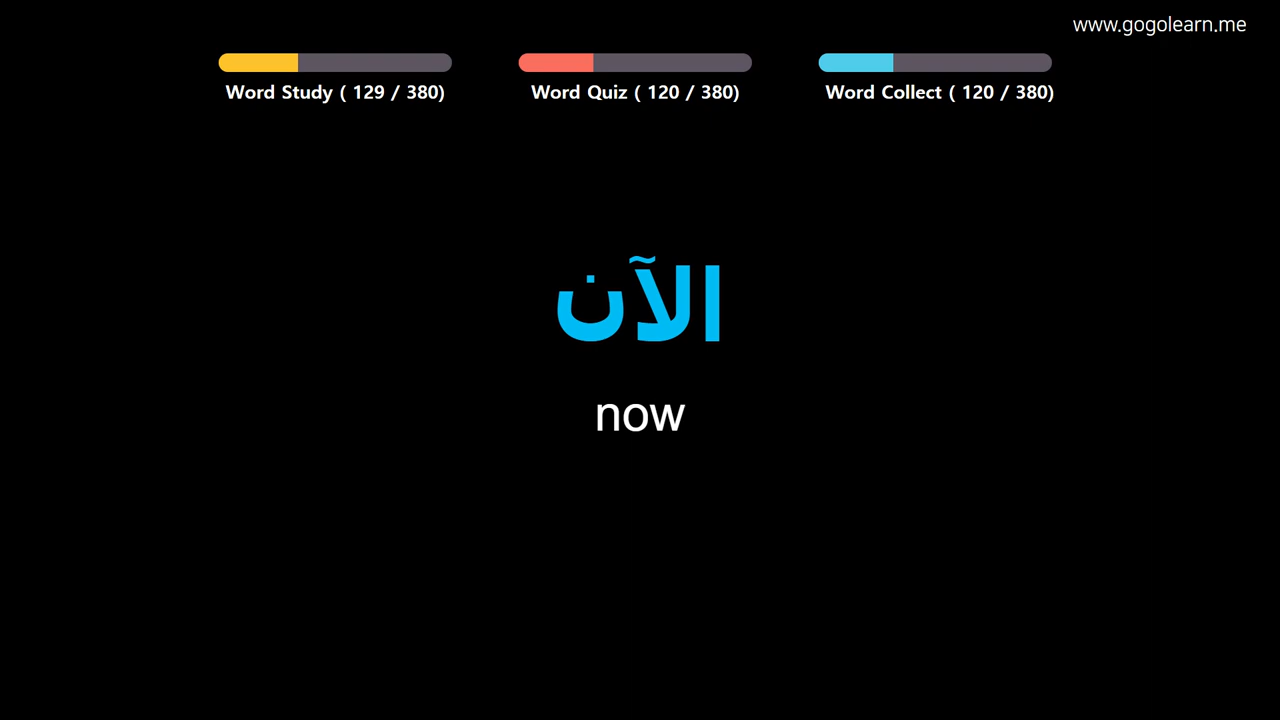 www.gogolearn.me
Word Study ( 129 / 380)
Word Quiz ( 120 / 380)
Word Collect ( 120 / 380)
الآن
now